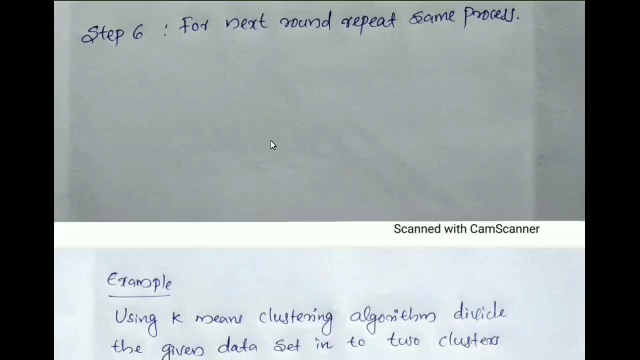 Step 6 : For next round repeat same process.
Scanned with CamScanner
Example
Using K means clustering algorithm divide
the given data set in to two clusters